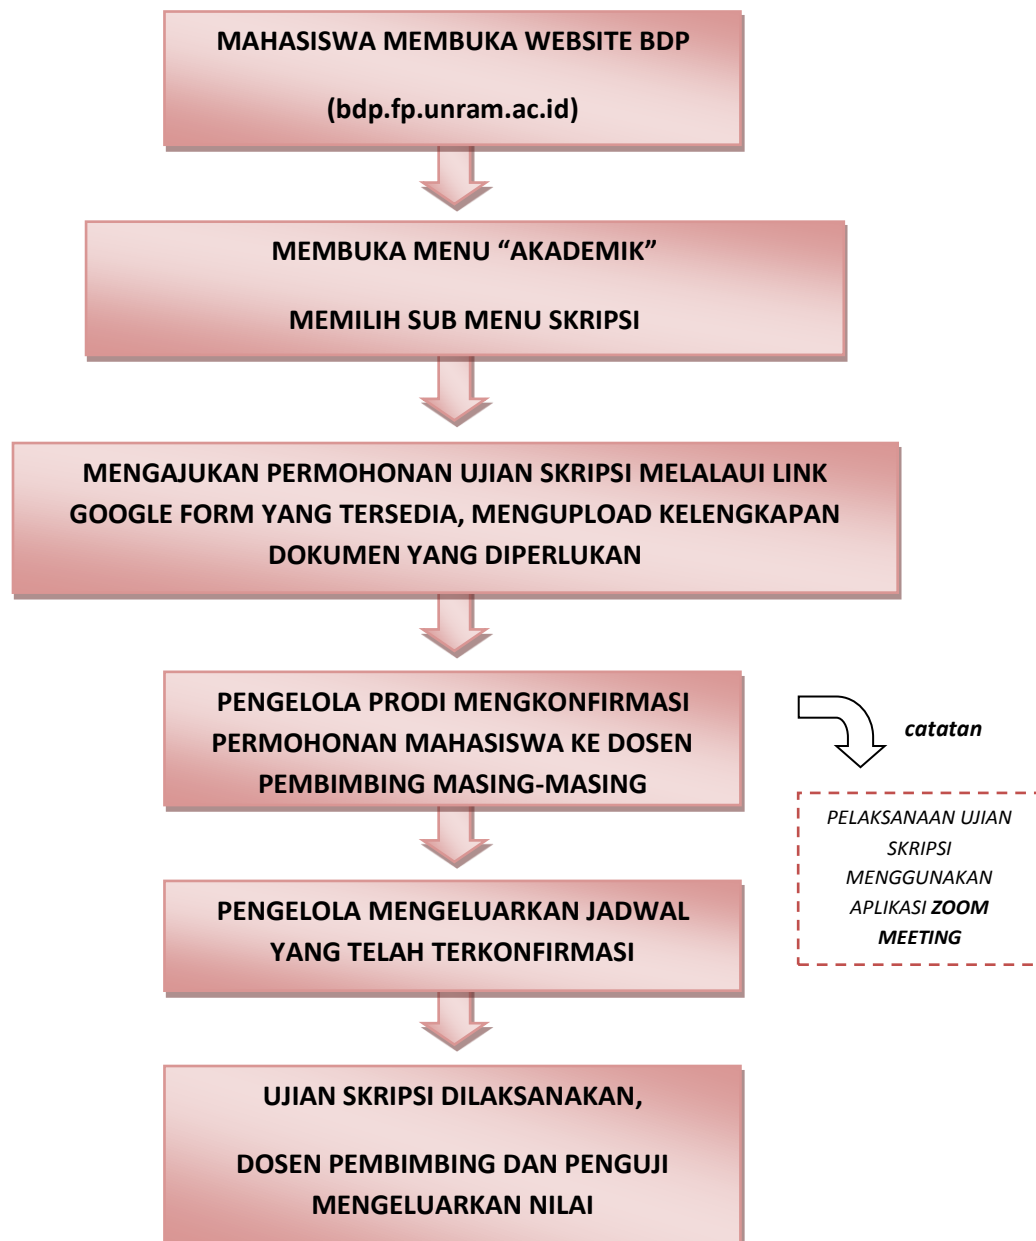 MAHASISWA MEMBUKA WEBSITE BDP
(bdp.fp.unram.ac.id)
MEMBUKA MENU “AKADEMIK”
MEMILIH SUB MENU SKRIPSI
MENGAJUKAN PERMOHONAN UJIAN SKRIPSI MELALAUI LINK
GOOGLE FORM YANG TERSEDIA, MENGUPLOAD KELENGKAPAN
DOKUMEN YANG DIPERLUKAN
PENGELOLA PRODI MENGKONFIRMASI
PERMOHONAN MAHASISWA KE DOSEN
PEMBIMBING MASING-MASING
catatan
PELAKSANAAN UJIAN
SKRIPSI
MENGGUNAKAN
APLIKASI ZOOM
MEETING
PENGELOLA MENGELUARKAN JADWAL
YANG TELAH TERKONFIRMASI
UJIAN SKRIPSI DILAKSANAKAN,
DOSEN PEMBIMBING DAN PENGUJI
MENGELUARKAN NILAI